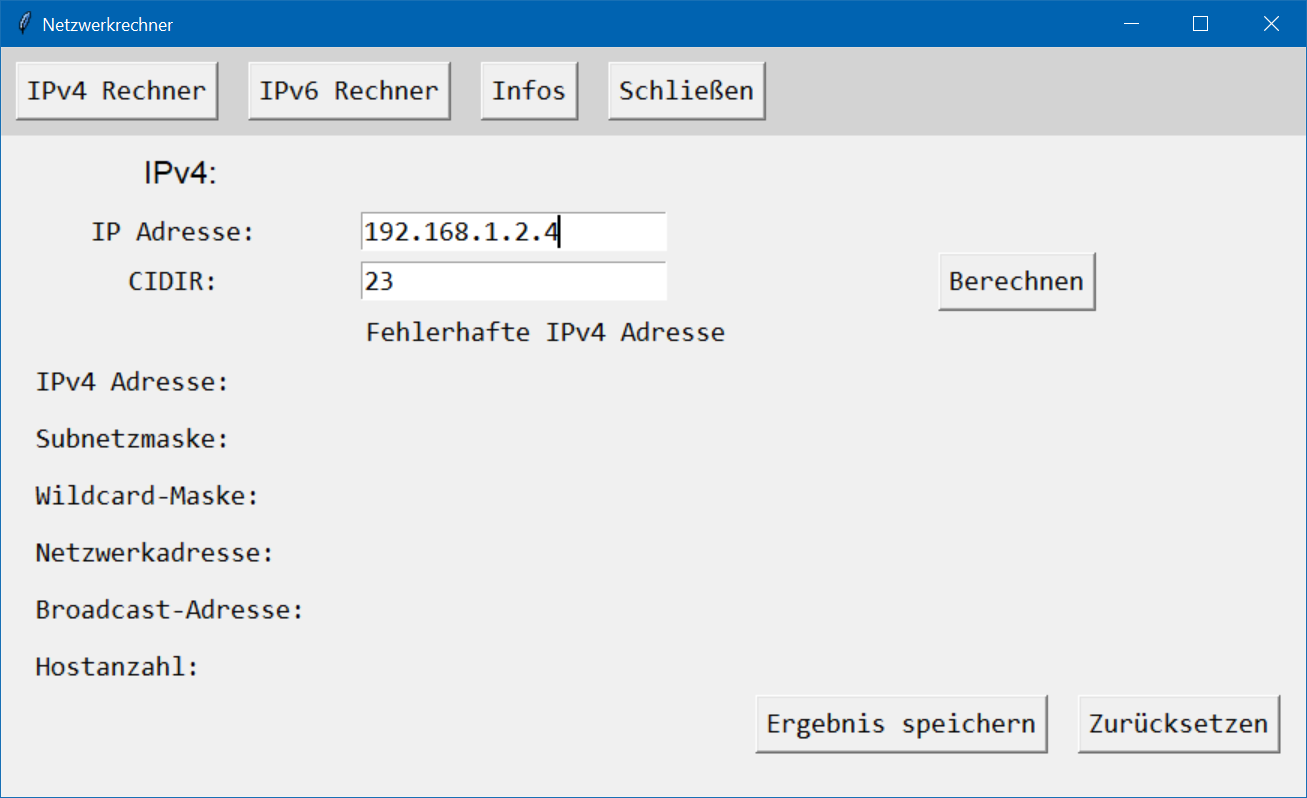 Netzwerkrechner
IPv4 Rechner IPv6 Rechner Infos Schließen
IPv4:
IP Adresse: 192.168.1.2.4
CIDIR: 23
Berechnen
Fehlerhafte IPv4 Adresse
IPv4 Adresse:
Subnetzmaske:
Wildcard-Maske:
Netzwerkadresse:
Broadcast-Adresse:
Hostanzahl:
Ergebnis speichern Zurücksetzen